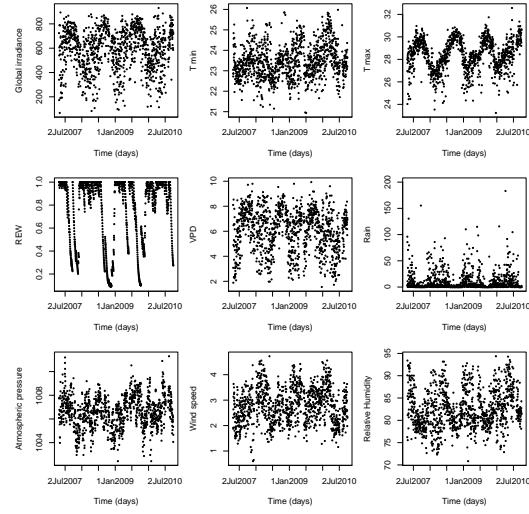 Global irradiance
200 400 600 800
2Jul2007 1Jan2009 2Jul2010
Time (days)
T min
21 22 23 24 25 26
2Jul2007 1Jan2009 2Jul2010
Time (days)
T max
24 26 28 30 32
2Jul2007 1Jan2009 2Jul2010
Time (days)
REW
0.2 0.4 0.6 0.8 1.0
2Jul2007 1Jan2009 2Jul2010
Time (days)
VPD
2 4 6 8 10
2Jul2007 1Jan2009 2Jul2010
Time (days)
Rain
0 50 100 150 200
2Jul2007 1Jan2009 2Jul2010
Time (days)
Atmospheric pressure
1004 1008
2Jul2007 1Jan2009 2Jul2010
Time (days)
Wind speed
1 2 3 4
2Jul2007 1Jan2009 2Jul2010
Time (days)
Relative Humidity
70 75 80 85 90 95
2Jul2007 1Jan2009 2Jul2010
Time (days)